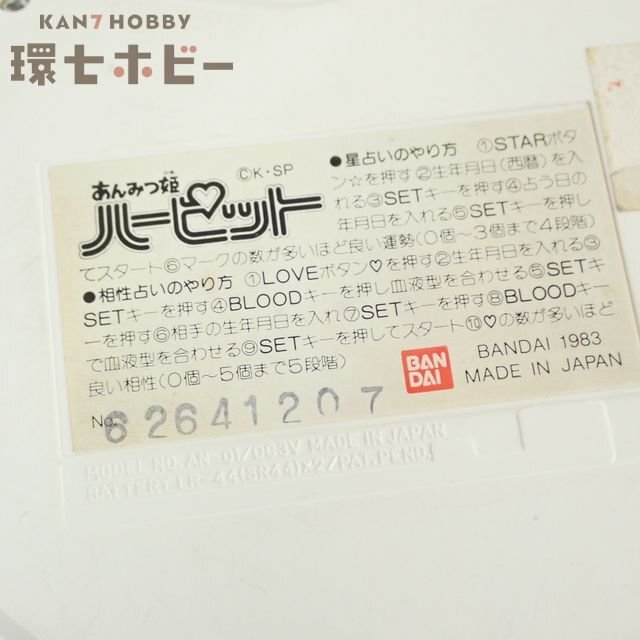 KAN7 HOBBY
環七ホビー
あんみつ姫
ひめ
ハーピット
©K・SP
●星占いのやり方 ①STARボタ
ン☆を押す②生年月日(西暦)を入
れる③SETキーを押す④占う日の
年月日を入れる⑤SETキーを押し
てスタート⑥マークの数が多いほど良い運勢(0個〜3個まで4段階)
●相性占いのやり方 ①LOVEボタン♡を押す②生年月日を入れる③
SETキーを押す④BLOODキーを押し血液型を合わせる⑤SET
キーを押す⑥相手の生年月日を入れ⑦SETキーを押す⑧BLOODキー
で血液型を合わせる⑨SETキーを押してスタート⑩♡の数が多いほど
良い相性(0個〜5個まで5段階)
BAN
DAI
BANDAI 1983
MADE IN JAPAN
No. 62641207
MODEL NO. AN-01/DC3V MADE IN JAPAN
BATTERY LR-44(SR44)×2/PAT. PEND.